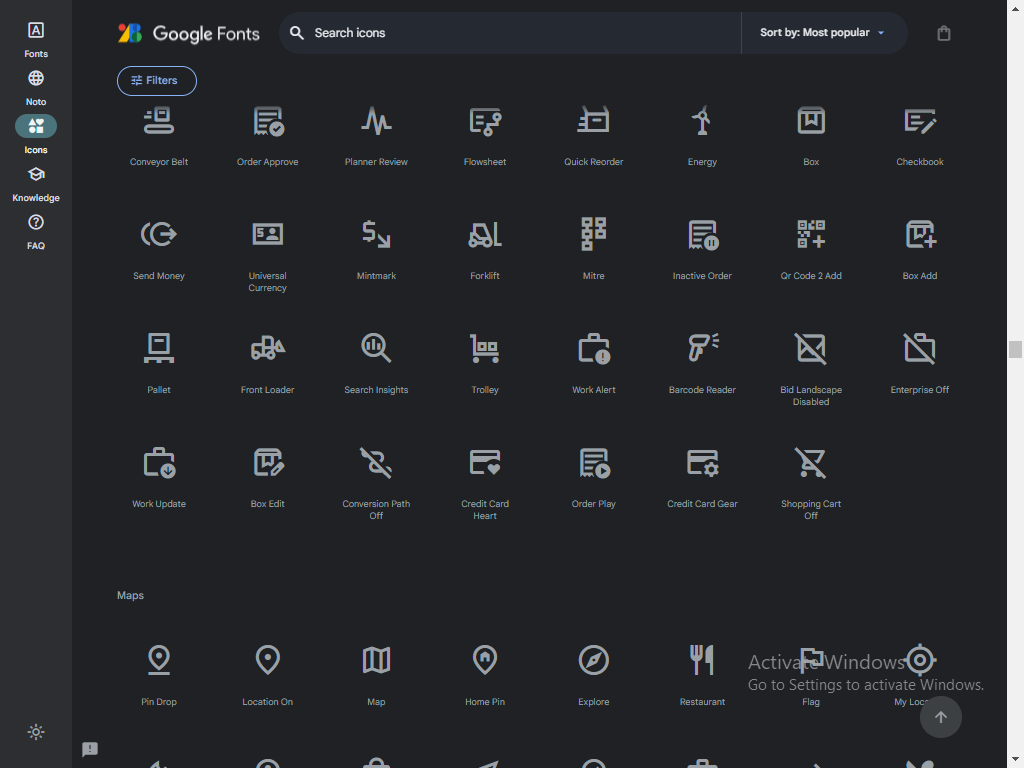 Google Fonts
Search icons
Sort by: Most popular
Fonts
Noto
Icons
Knowledge
FAQ
Filters
Conveyor Belt
Order Approve
Planner Review
Flowsheet
Quick Reorder
Energy
Box
Checkbook
Send Money
Universal
Currency
Mintmark
Forklift
Mitre
Inactive Order
Qr Code 2 Add
Box Add
Pallet
Front Loader
Search Insights
Trolley
Work Alert
Barcode Reader
Bid Landscape
Disabled
Enterprise Off
Work Update
Box Edit
Conversion Path
Off
Credit Card
Heart
Order Play
Credit Card Gear
Shopping Cart
Off
Maps
Pin Drop
Location On
Map
Home Pin
Explore
Restaurant
Flag
My Loc
Activate Windows
Go to Settings to activate Windows.